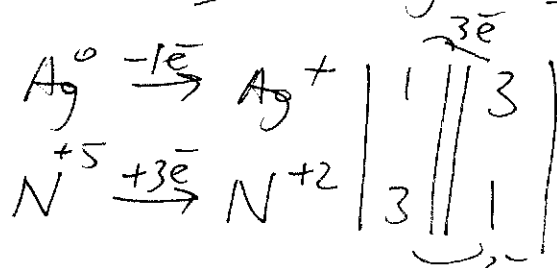 3ē
Ag⁰ -1ē → Ag⁺ | 1 || 3 |
N⁺⁵ +3ē → N⁺² | 3 || 1 |